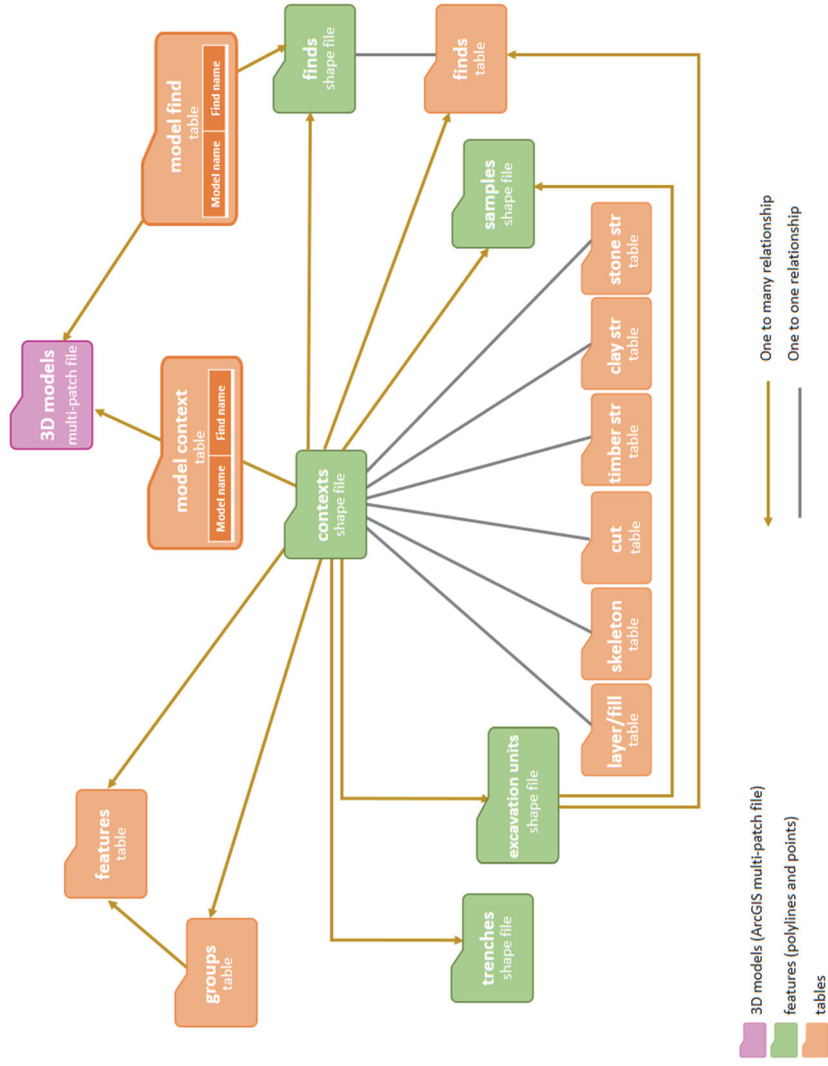 3D models
multi-patch file
model context
table
Model name
Find name
model find
table
Model name
Find name
features
table
groups
table
contexts
shape file
finds
shape file
finds
table
samples
shape file
trenches
shape file
excavation units
shape file
layer/fill
table
skeleton
table
cut
table
timber str
table
clay str
table
stone str
table
3D models (ArcGIS multi-patch file)
features (polylines and points)
tables
One to many relationship
One to one relationship